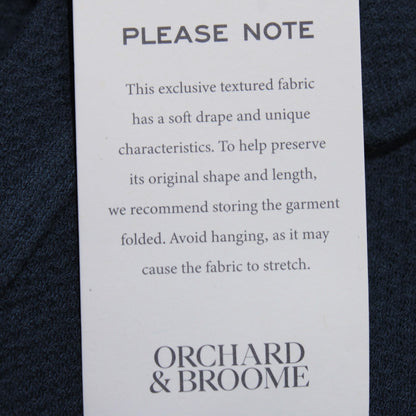 PLEASE NOTE
This exclusive textured fabric
has a soft drape and unique
characteristics. To help preserve
its original shape and length,
we recommend storing the garment
folded. Avoid hanging, as it may
cause the fabric to stretch.
ORCHARD
& BROOME